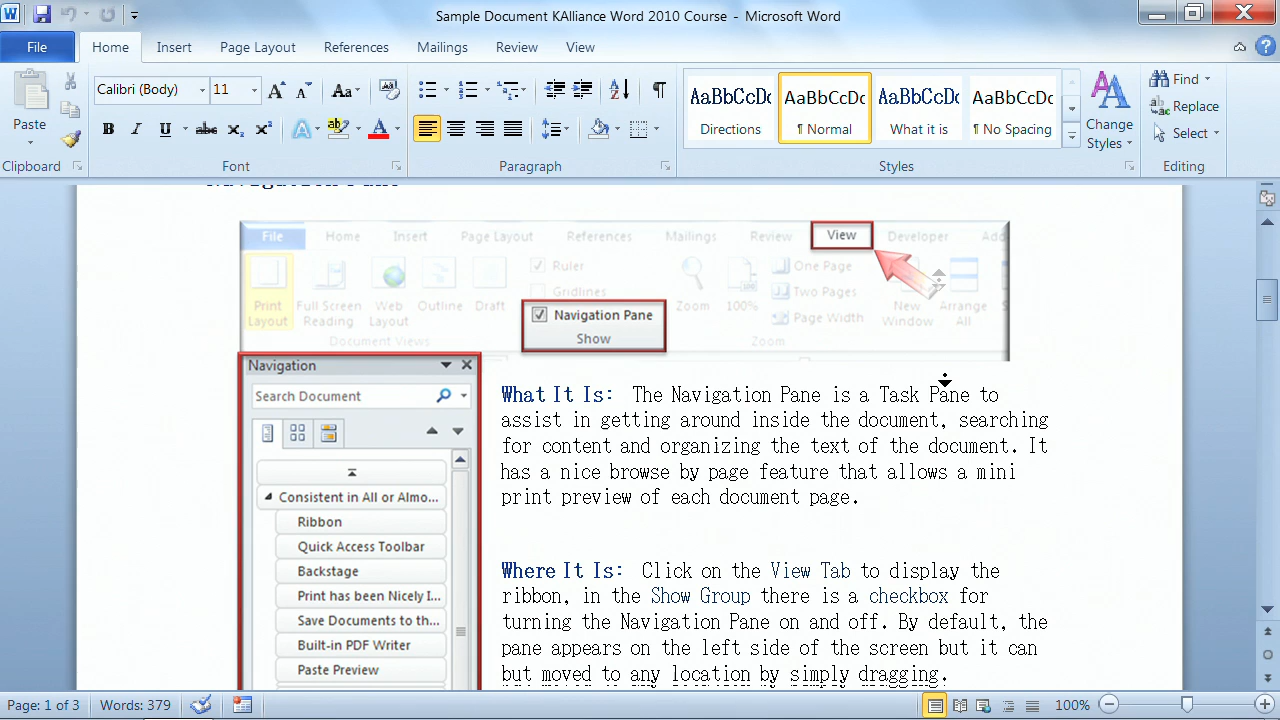 Sample Document KAlliance Word 2010 Course - Microsoft Word
File Home Insert Page Layout References Mailings Review View
Calibri (Body) 11
Paste
Clipboard
Font
Paragraph
AaBbCcDc AaBbCcDc AaBbCcDc AaBbCcDc
Directions ¶ Normal What it is ¶ No Spacing
Styles
Change
Styles
Find
Replace
Select
Editing
Navigation Pane
File Home Insert Page Layout References Mailings Review View Developer Add
Print
Layout
Full Screen
Reading
Web
Layout
Outline
Draft
Document Views
Ruler
Gridlines
Navigation Pane
Show
Zoom
100%
One Page
Two Pages
Page Width
Zoom
New
Window
Arrange
All
Navigation
Search Document
Consistent in All or Almo...
Ribbon
Quick Access Toolbar
Backstage
Print has been Nicely I...
Save Documents to th...
Built-in PDF Writer
Paste Preview
What It Is: The Navigation Pane is a Task Pane to
assist in getting around inside the document, searching
for content and organizing the text of the document. It
has a nice browse by page feature that allows a mini
print preview of each document page.
Where It Is: Click on the View Tab to display the
ribbon, in the Show Group there is a checkbox for
turning the Navigation Pane on and off. By default, the
pane appears on the left side of the screen but it can
but moved to any location by simply dragging.
Page: 1 of 3 Words: 379 100%